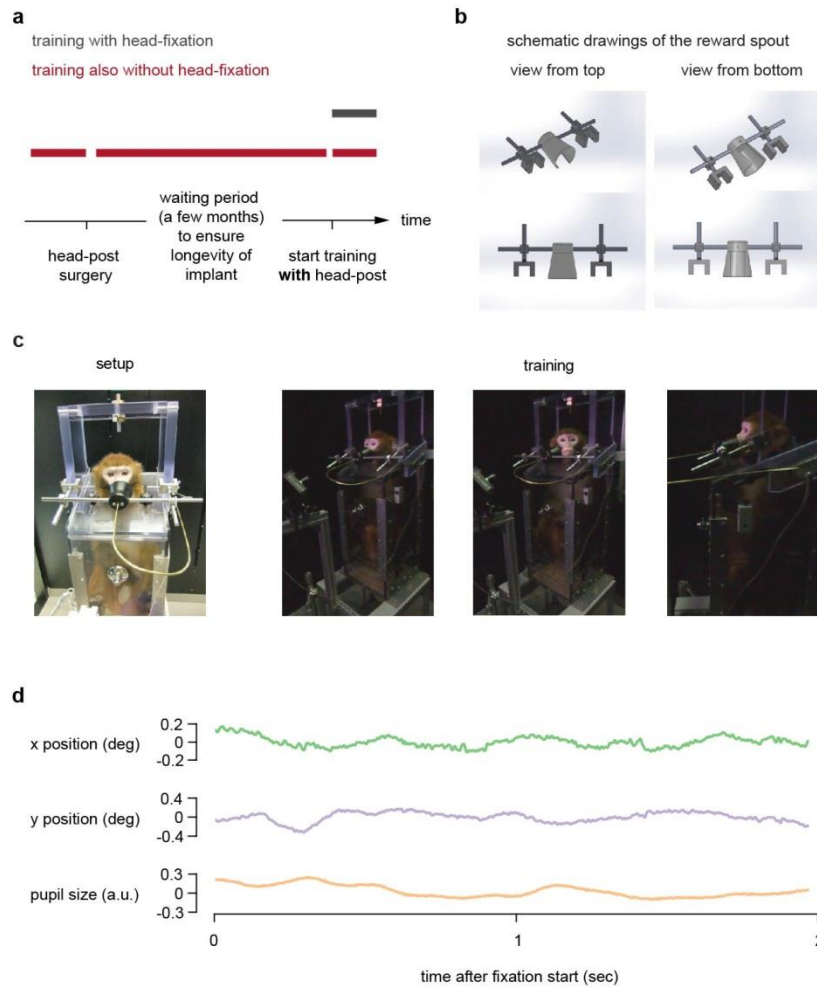 a
training with head-fixation
training also without head-fixation
waiting period
(a few months)
to ensure
longevity of
implant
time
head-post
surgery
start training
with head-post
b
schematic drawings of the reward spout
view from top
view from bottom
c
setup
training
d
x position (deg)
0.2
0
-0.2
y position (deg)
0.4
0
-0.4
pupil size (a.u.)
0.3
0
-0.3
0
1
2
time after fixation start (sec)